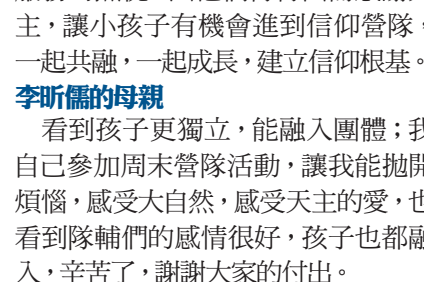 主，讓小孩子有機會進到信仰營隊，
一起共融，一起成長，建立信仰根基。
李昕儒的母親
看到孩子更獨立，能融入團體；我
自己參加周末營隊活動，讓我能拋開
煩惱，感受大自然，感受天主的愛，也
看到隊輔們的感情很好，孩子也都融
入，辛苦了，謝謝大家的付出。